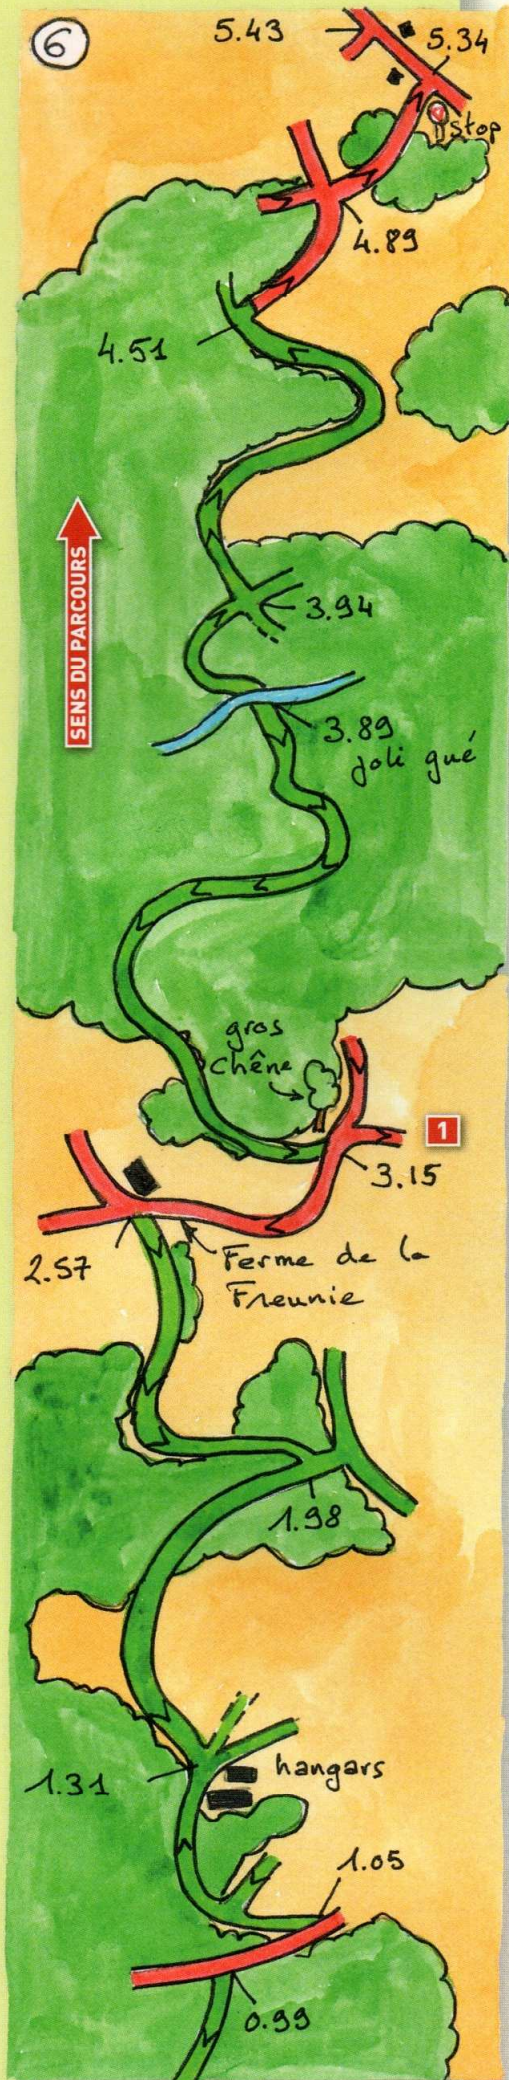 6
5.43
5.34
stop
4.89
4.51
SENS DU PARCOURS
3.94
3.89
joli gué
gros
chêne
1
3.15
2.57
Ferme de la
Freunie
1.98
1.31
hangars
1.05
0.99